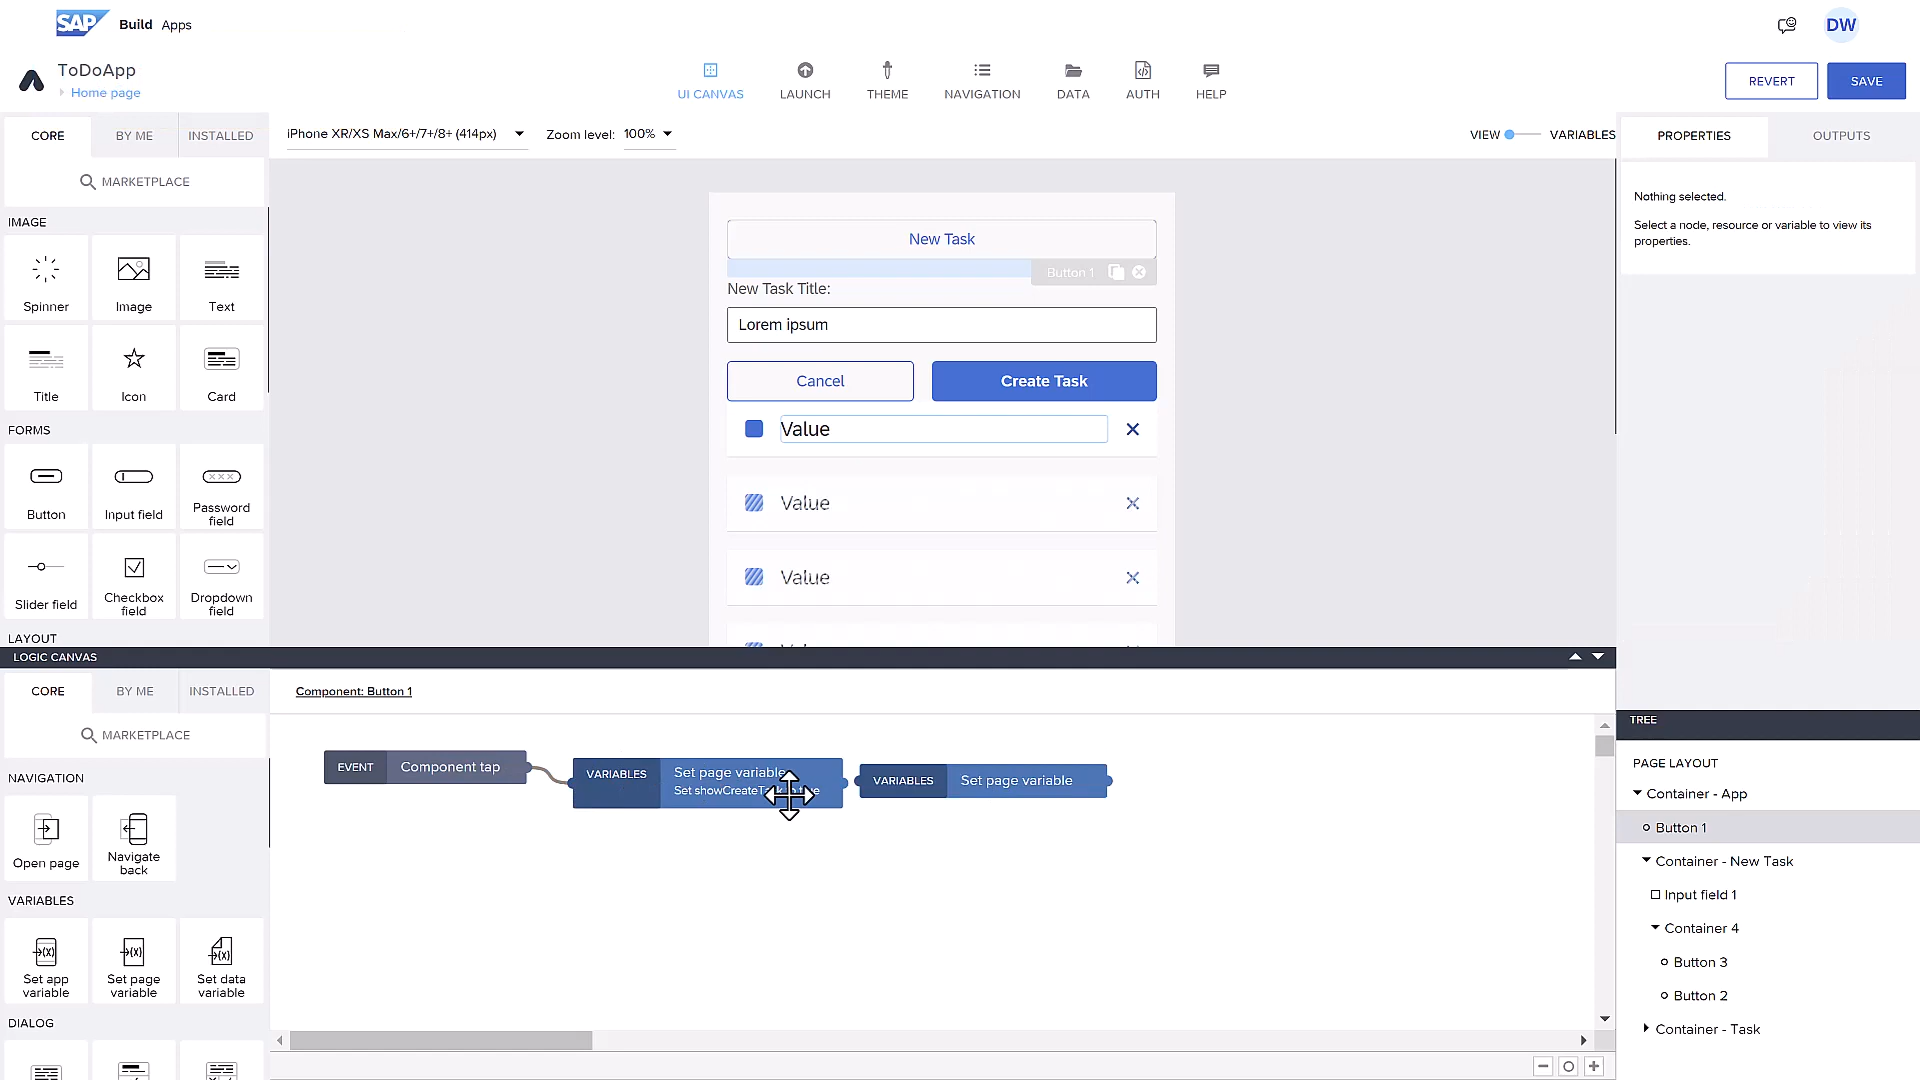 SAP Build Apps
DW
ToDoApp
Home page
UI CANVAS
LAUNCH
THEME
NAVIGATION
DATA
AUTH
HELP
REVERT
SAVE
CORE
BY ME
INSTALLED
iPhone XR/XS Max/6+/7+/8+ (414px)
Zoom level: 100%
VIEW
VARIABLES
PROPERTIES
OUTPUTS
MARKETPLACE
IMAGE
Spinner
Image
Text
Title
Icon
Card
FORMS
Button
Input field
Password
field
Slider field
Checkbox
field
Dropdown
field
LAYOUT
New Task
Button 1
New Task Title:
Lorem ipsum
Cancel
Create Task
Value
Value
Value
Nothing selected.
Select a node, resource or variable to view its
properties.
LOGIC CANVAS
CORE
BY ME
INSTALLED
Component: Button 1
MARKETPLACE
NAVIGATION
Open page
Navigate
back
VARIABLES
Set app
variable
Set page
variable
Set data
variable
DIALOG
EVENT
Component tap
VARIABLES
Set page variable
Set
VARIABLES
Set page variable
TREE
PAGE LAYOUT
Container - App
Button 1
Container - New Task
Input field 1
Container 4
Button 3
Button 2
Container - Task